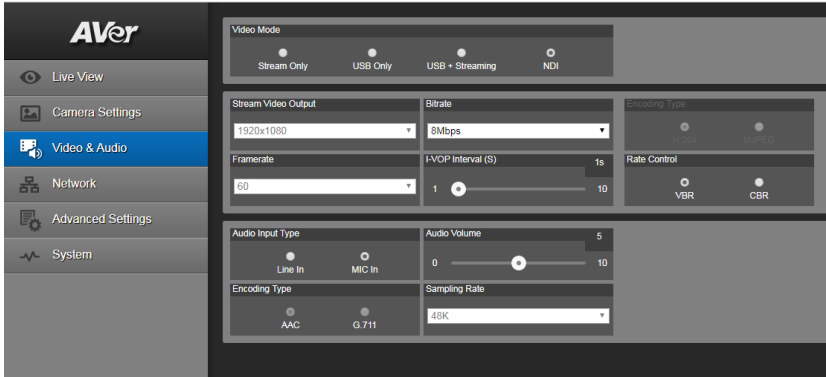 AVer
Live View
Camera Settings
Video & Audio
Network
Advanced Settings
System
Video Mode
Stream Only USB Only USB + Streaming NDI
Stream Video Output Bitrate Encoding Type
1920x1080 8Mbps H.264 MJPEG
Framerate I-VOP Interval (S) 1s Rate Control
60 1 10 VBR CBR
Audio Input Type Audio Volume 5
Line In MIC In 0 10
Encoding Type Sampling Rate
AAC G.711 48K